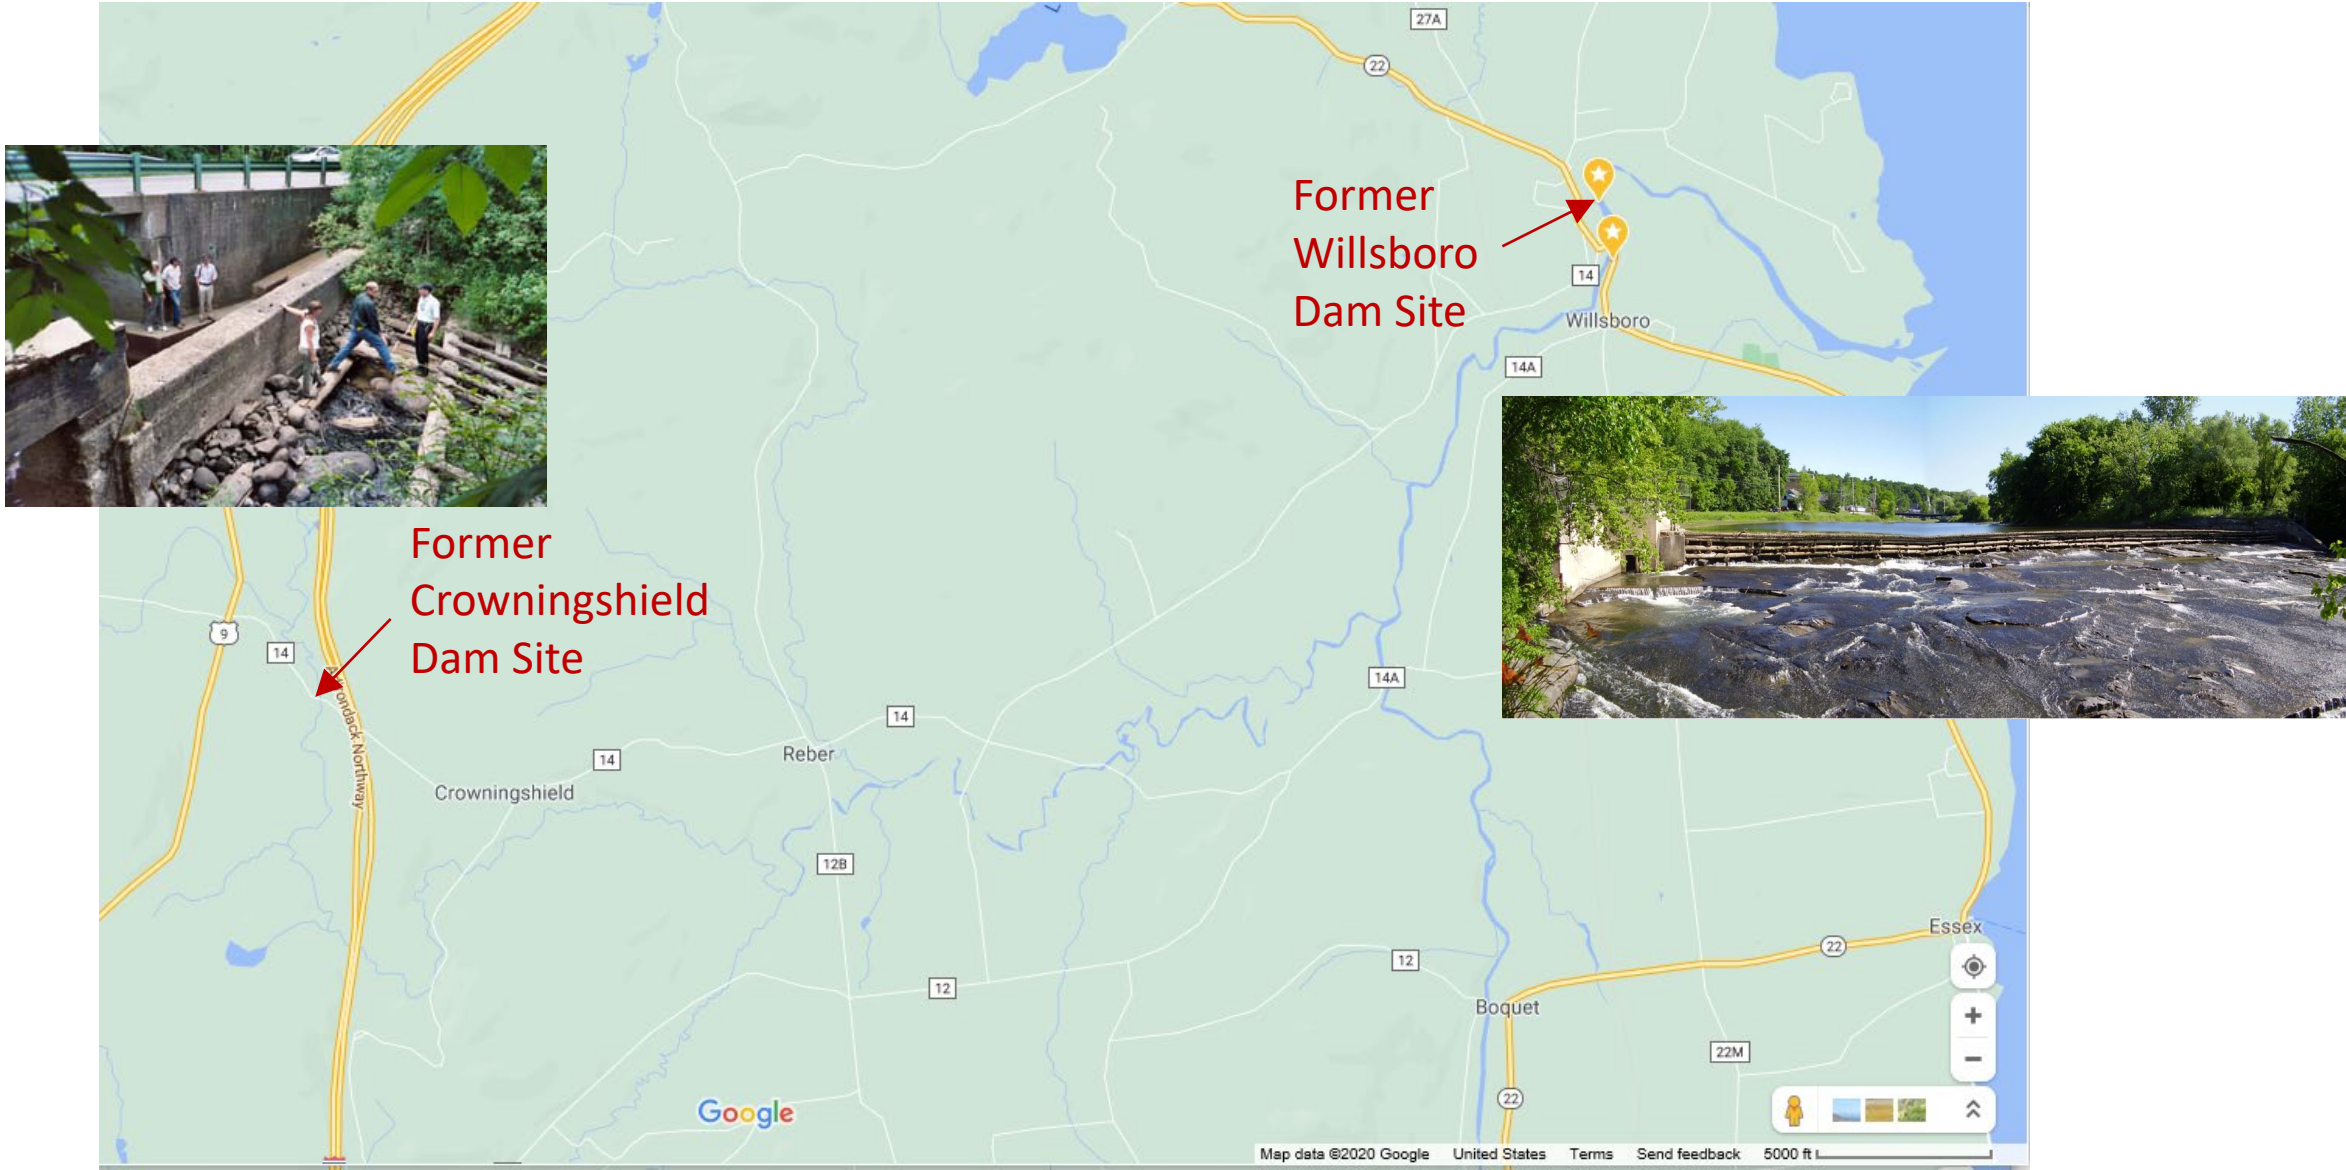 27A
22
Former
Willsboro
Dam Site
14
Willsboro
14A
Former
Crowningshield
Dam Site
9
14
14A
14
rondack Northway
14
Reber
Crowningshield
12B
Essex
22
12
12
Boquet
22M
22
Google
Map data ©2020 Google United States Terms Send feedback 5000 ft